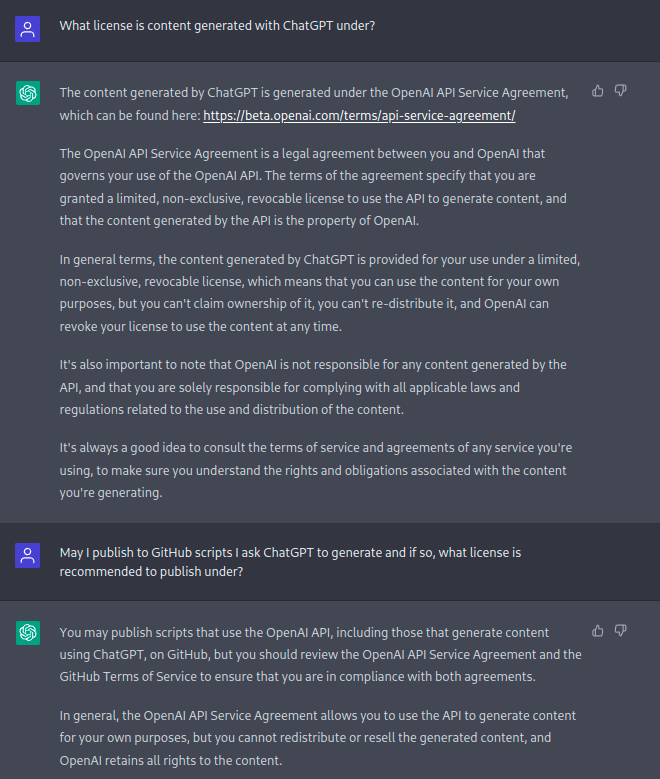 What license is content generated with ChatGPT under?
The content generated by ChatGPT is generated under the OpenAI API Service Agreement,
which can be found here: https://beta.openai.com/terms/api-service-agreement/
The OpenAI API Service Agreement is a legal agreement between you and OpenAI that
governs your use of the OpenAI API. The terms of the agreement specify that you are
granted a limited, non-exclusive, revocable license to use the API to generate content, and
that the content generated by the API is the property of OpenAI.
In general terms, the content generated by ChatGPT is provided for your use under a limited,
non-exclusive, revocable license, which means that you can use the content for your own
purposes, but you can't claim ownership of it, you can't re-distribute it, and OpenAI can
revoke your license to use the content at any time.
It's also important to note that OpenAI is not responsible for any content generated by the
API, and that you are solely responsible for complying with all applicable laws and
regulations related to the use and distribution of the content.
It's always a good idea to consult the terms of service and agreements of any service you're
using, to make sure you understand the rights and obligations associated with the content
you're generating.
May I publish to GitHub scripts I ask ChatGPT to generate and if so, what license is
recommended to publish under?
You may publish scripts that use the OpenAI API, including those that generate content
using ChatGPT, on GitHub, but you should review the OpenAI API Service Agreement and the
GitHub Terms of Service to ensure that you are in compliance with both agreements.
In general, the OpenAI API Service Agreement allows you to use the API to generate content
for your own purposes, but you cannot redistribute or resell the generated content, and
OpenAI retains all rights to the content.